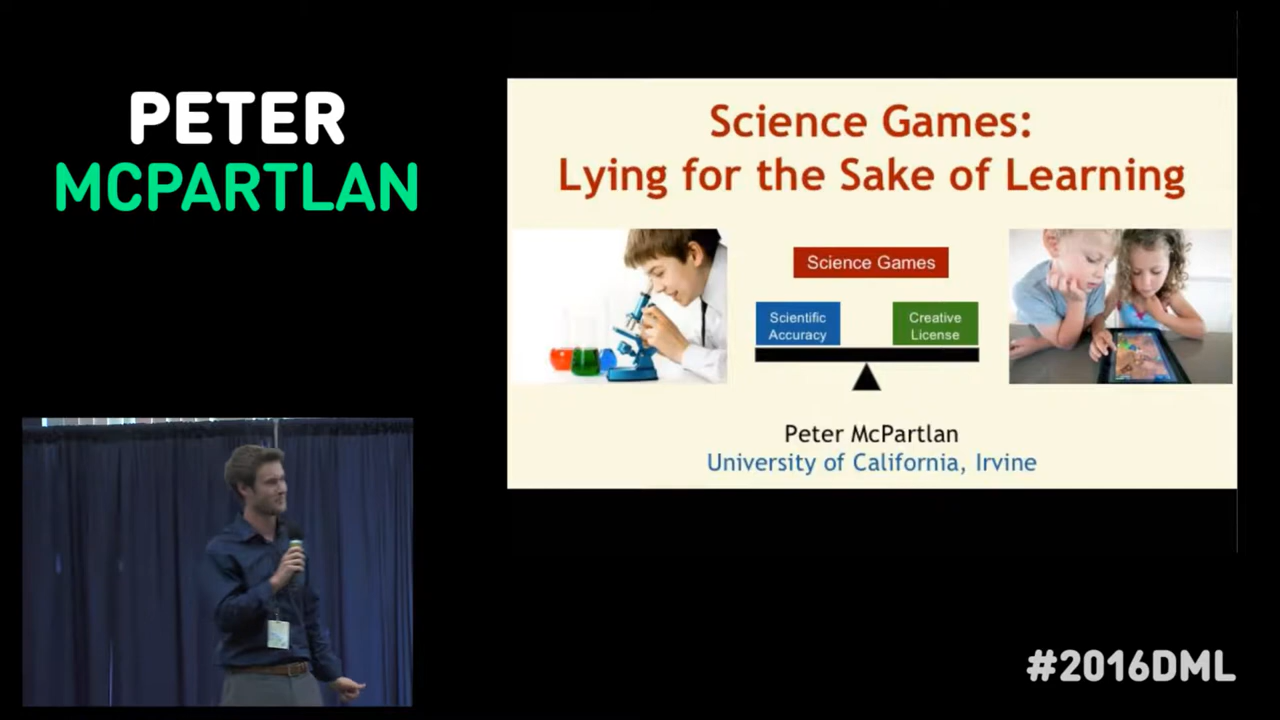 PETER
MCPARTLAN
Science Games:
Lying for the Sake of Learning
Science Games
Scientific
Accuracy
Creative
License
Peter McPartlan
University of California, Irvine
#2016DML